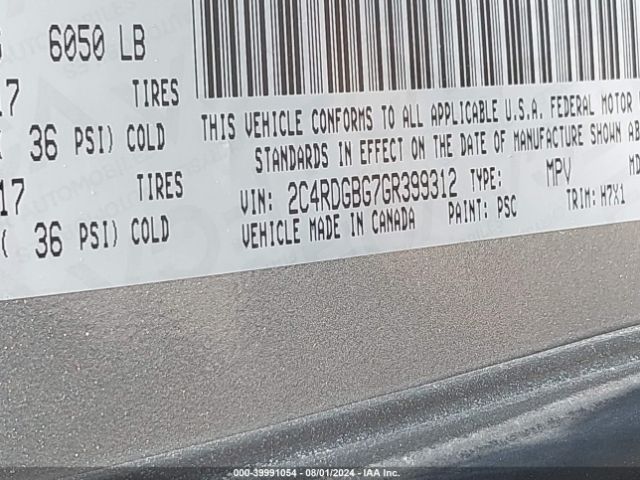 6050 LB
17 TIRES
36 PSI) COLD
17 TIRES
( 36 PSI) COLD
THIS VEHICLE CONFORMS TO ALL APPLICABLE U.S.A. FEDERAL MOTOR
STANDARDS IN EFFECT ON THE DATE OF MANUFACTURE SHOWN AB
VIN: 2C4RDGBG7GR399312 TYPE: MPV MD
VEHICLE MADE IN CANADA PAINT: PSC TRIM: M7X1
000-39991054 - 08/01/2024 - IAA Inc.